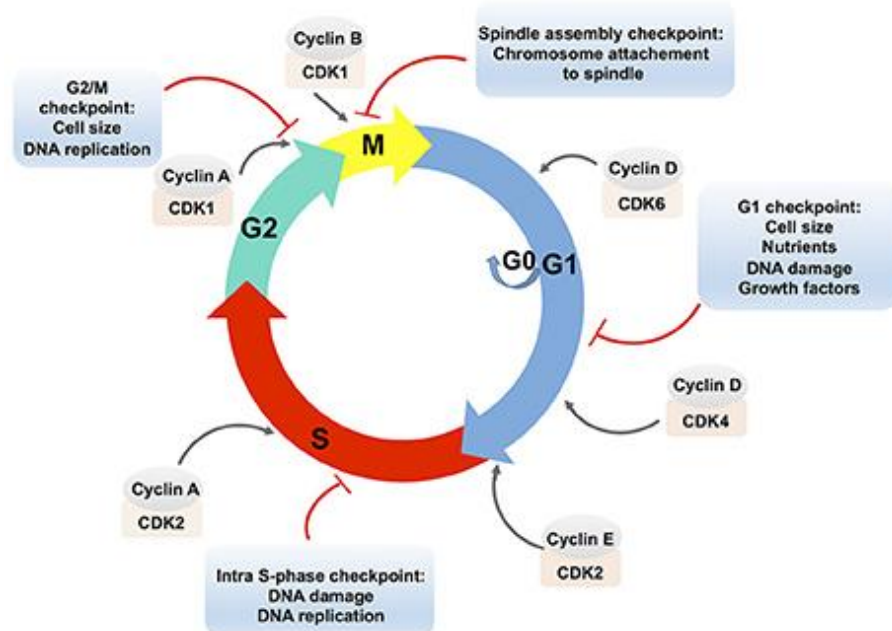 Cyclin B
CDK1
Spindle assembly checkpoint:
Chromosome attachement
to spindle
G2/M
checkpoint:
Cell size
DNA replication
M
Cyclin A
CDK1
Cyclin D
CDK6
G2
G1 checkpoint:
Cell size
Nutrients
DNA damage
Growth factors
G0
G1
Cyclin D
CDK4
S
Cyclin A
CDK2
Cyclin E
CDK2
Intra S-phase checkpoint:
DNA damage
DNA replication